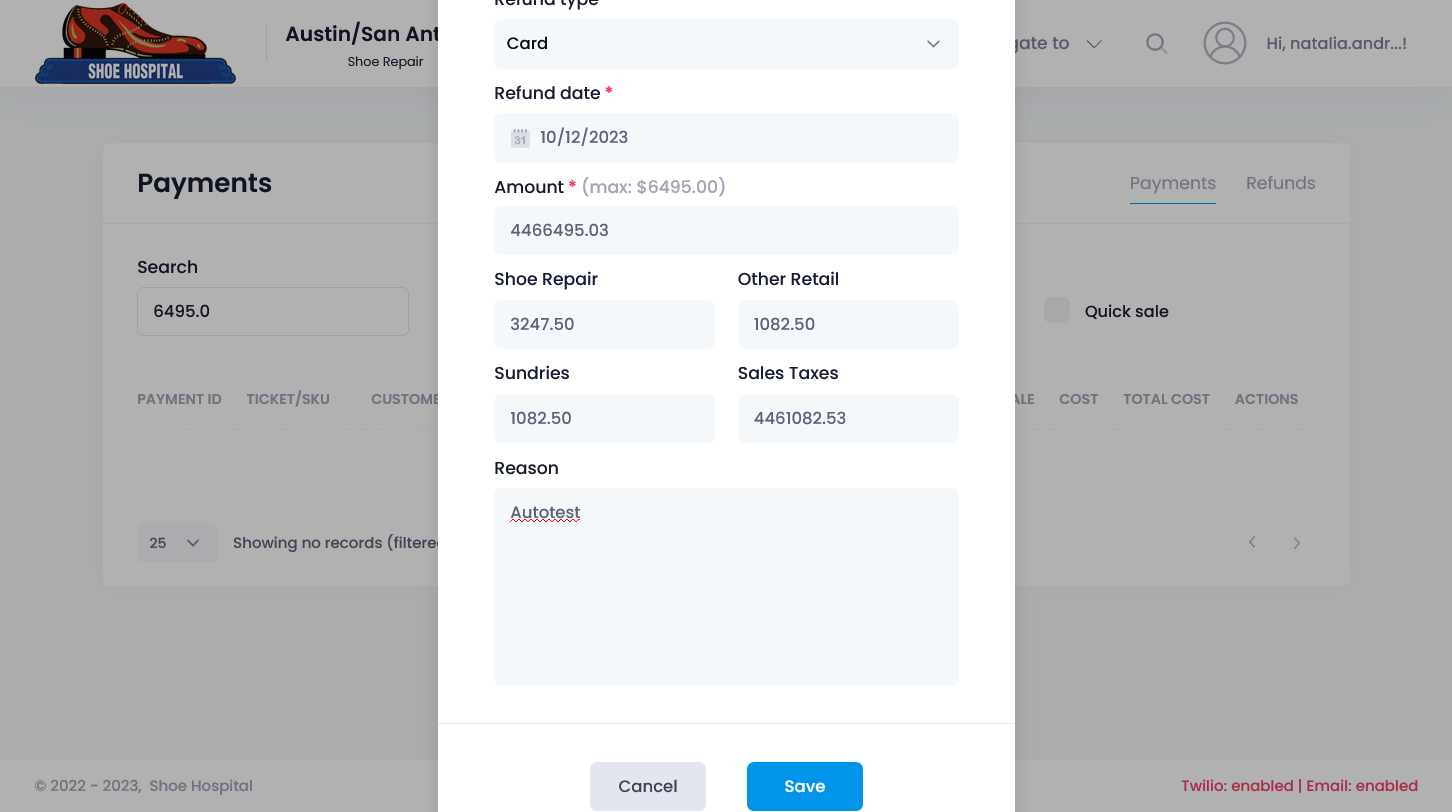 Refund type
Card
Austin/San Ant
Shoe Repair
SHOE HOSPITAL
gate to
Hi, natalia.andr...!
Refund date *
31
10/12/2023
Amount * (max: $6495.00)
4466495.03
Payments
Payments
Refunds
Search
6495.0
Shoe Repair
Other Retail
3247.50
1082.50
Quick sale
Sundries
Sales Taxes
1082.50
4461082.53
PAYMENT ID
TICKET/SKU
CUSTOME
ALE
COST
TOTAL COST
ACTIONS
Reason
Autotest
25
Showing no records (filtere
Cancel
Save
© 2022 - 2023, Shoe Hospital
Twilio: enabled | Email: enabled